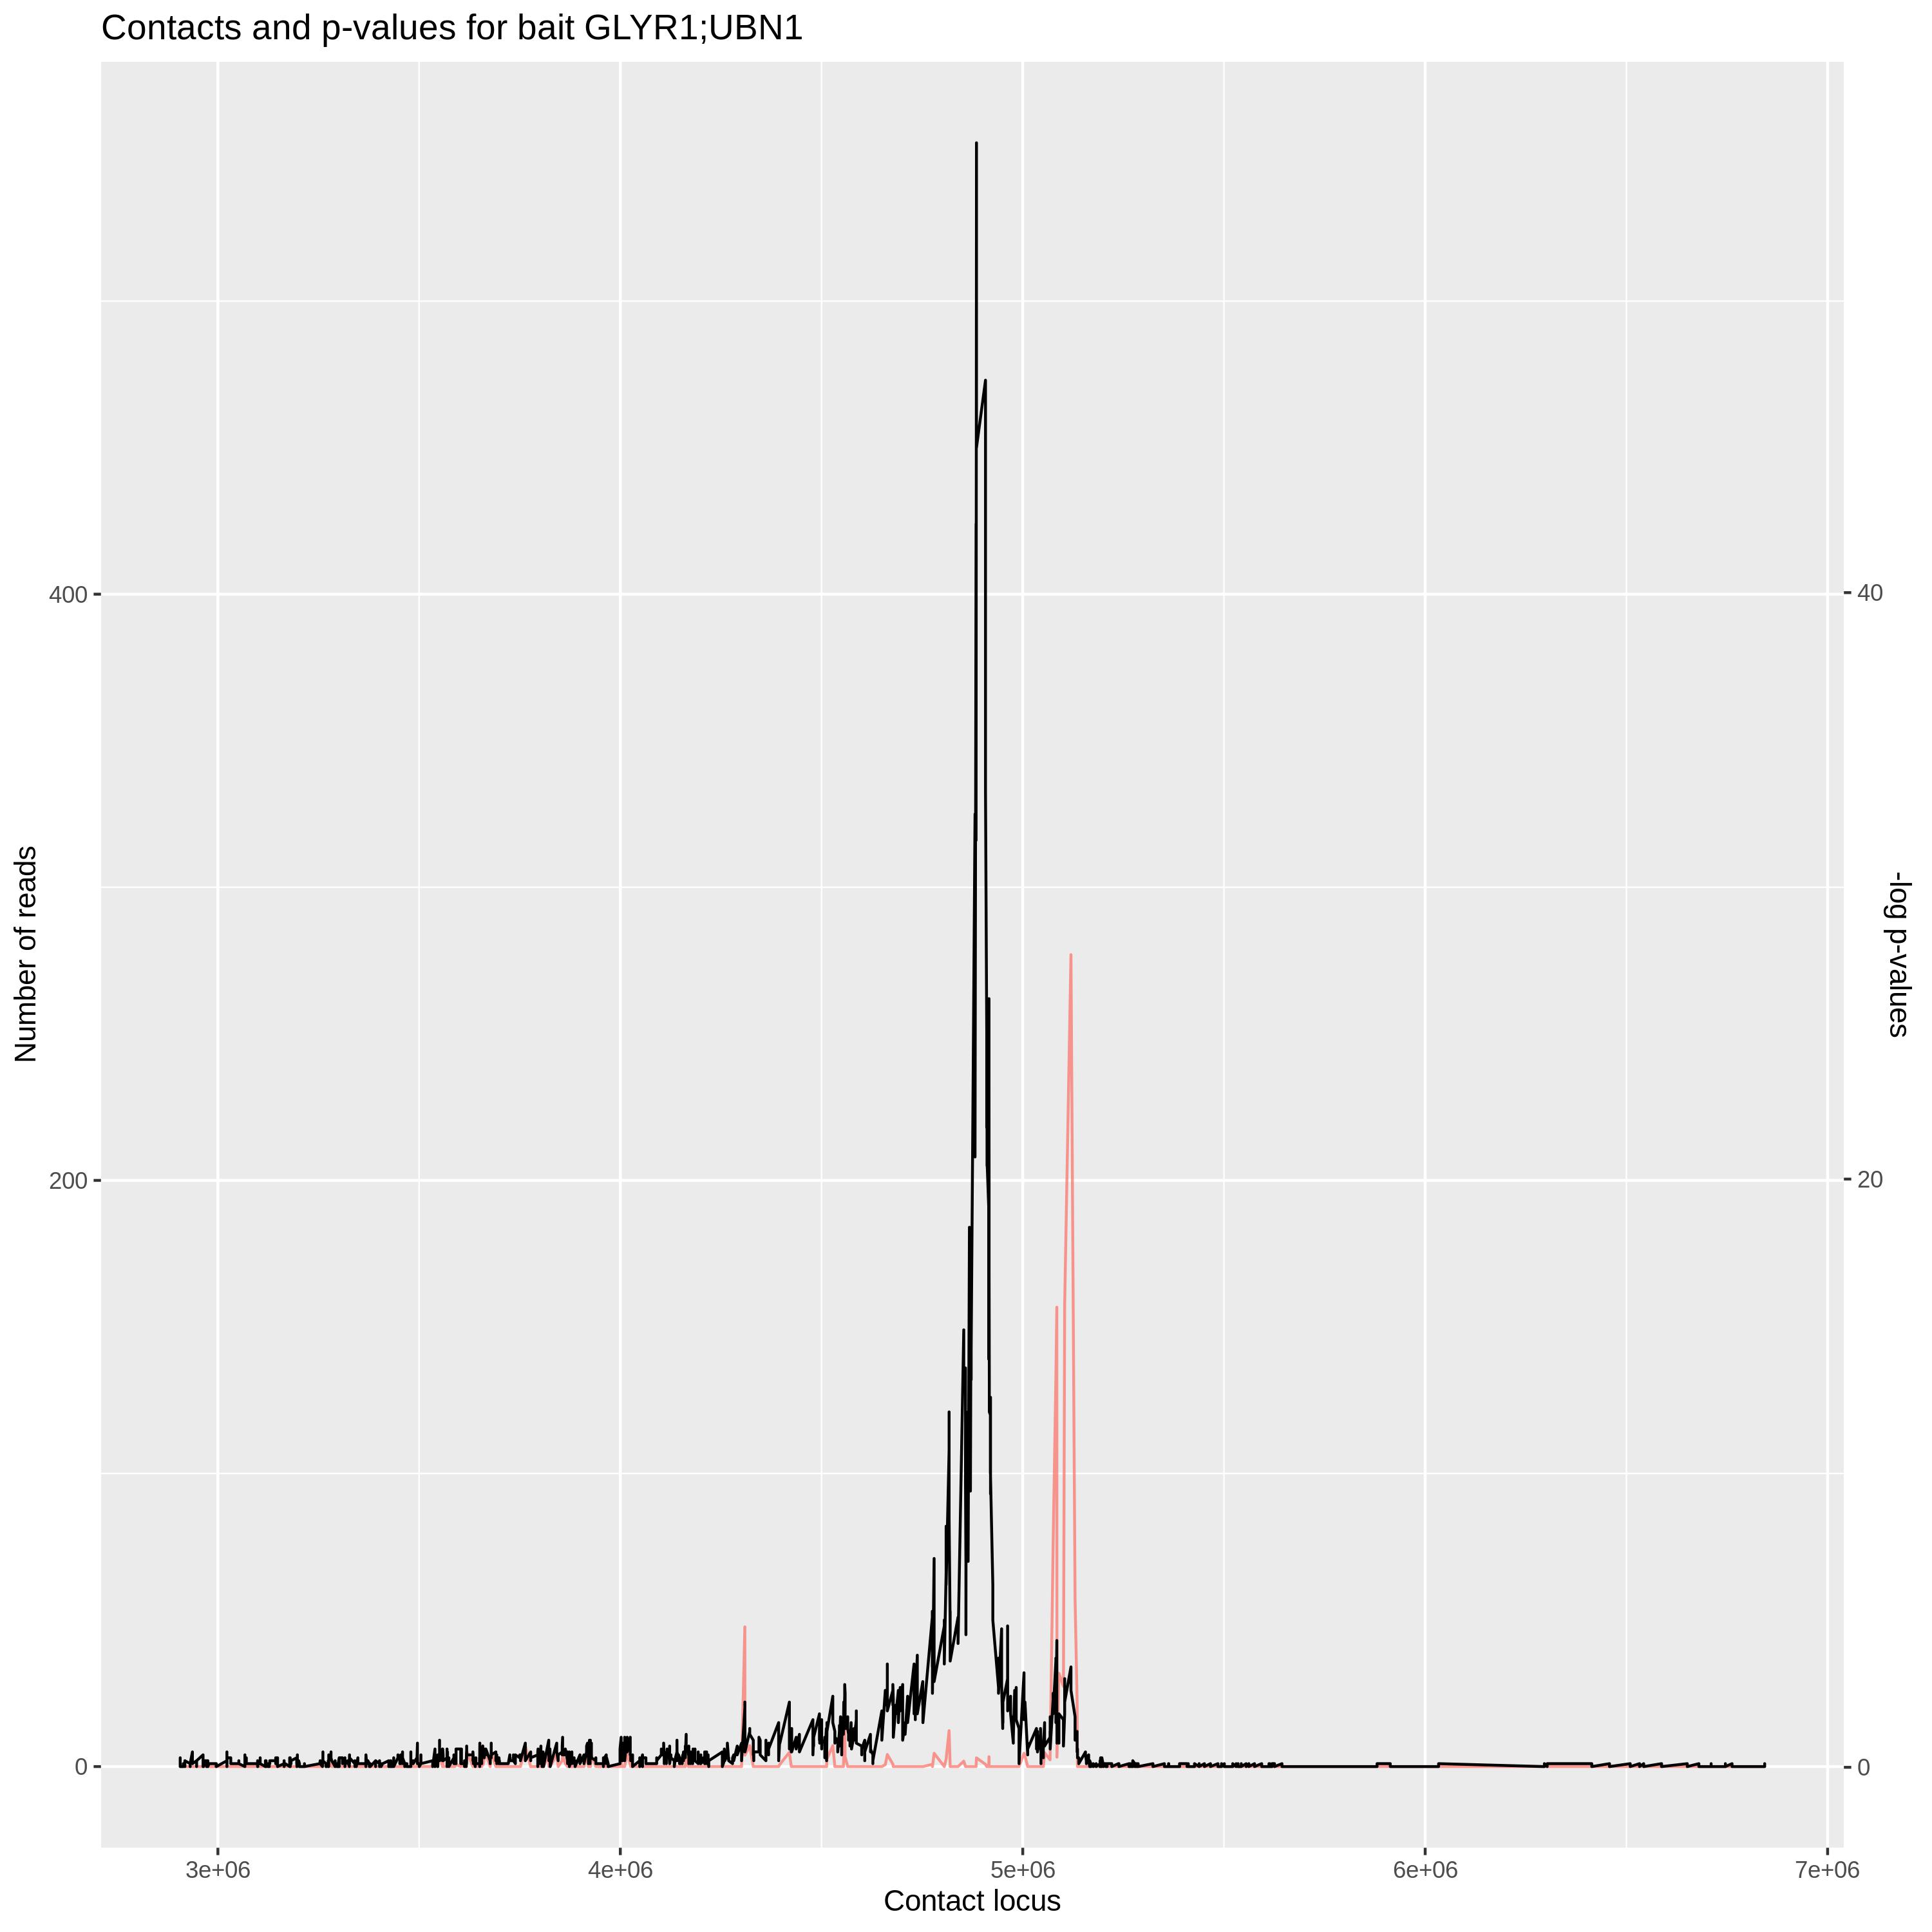 Contacts and p-values for bait GLYR1;UBN1
Number of reads
400
200
0
-log p-values
40
20
0
3e+06
4e+06
5e+06
6e+06
7e+06
Contact locus